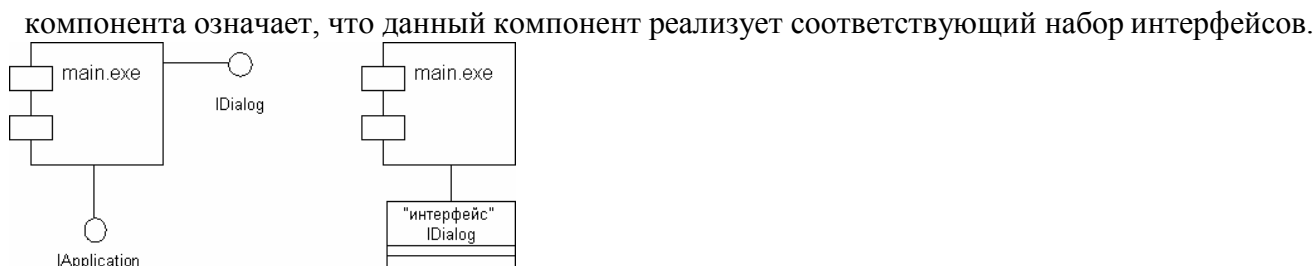 компонента означает, что данный компонент реализует соответствующий набор интерфейсов.
main.exe
IDialog
IApplication
main.exe
"интерфейс"
IDialog